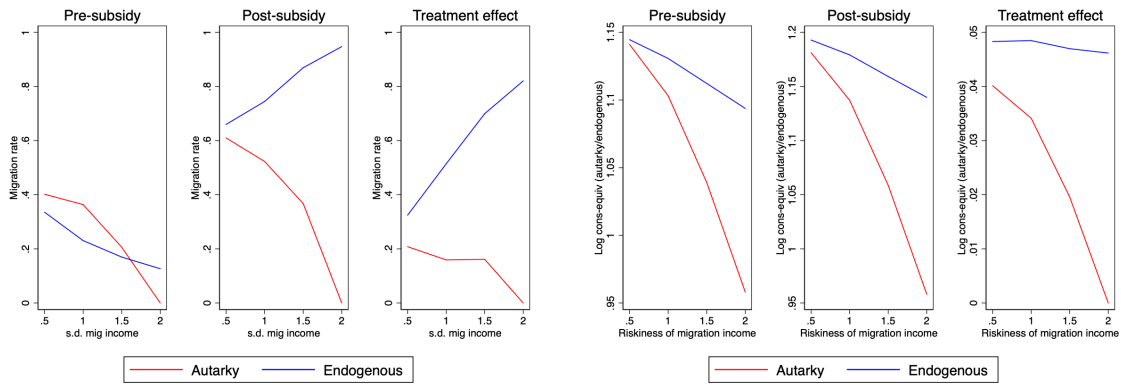 Pre-subsidy
Post-subsidy
Treatment effect
Migration rate
0 .2 .4 .6 .8 1
.5 1 1.5 2
s.d. mig income
Migration rate
0 .2 .4 .6 .8 1
.5 1 1.5 2
s.d. mig income
Migration rate
0 .2 .4 .6 .8 1
.5 1 1.5 2
s.d. mig income
Autarky Endogenous
Pre-subsidy
Post-subsidy
Treatment effect
Log cons-equiv (autarky/endogenous)
.95 1 1.05 1.1 1.15
.5 1 1.5 2
Riskiness of migration income
Log cons-equiv (autarky/endogenous)
.95 1 1.05 1.1 1.15 1.2
.5 1 1.5 2
Riskiness of migration income
Log cons-equiv (autarky/endogenous)
0 .01 .02 .03 .04 .05
.5 1 1.5 2
Riskiness of migration income
Autarky Endogenous